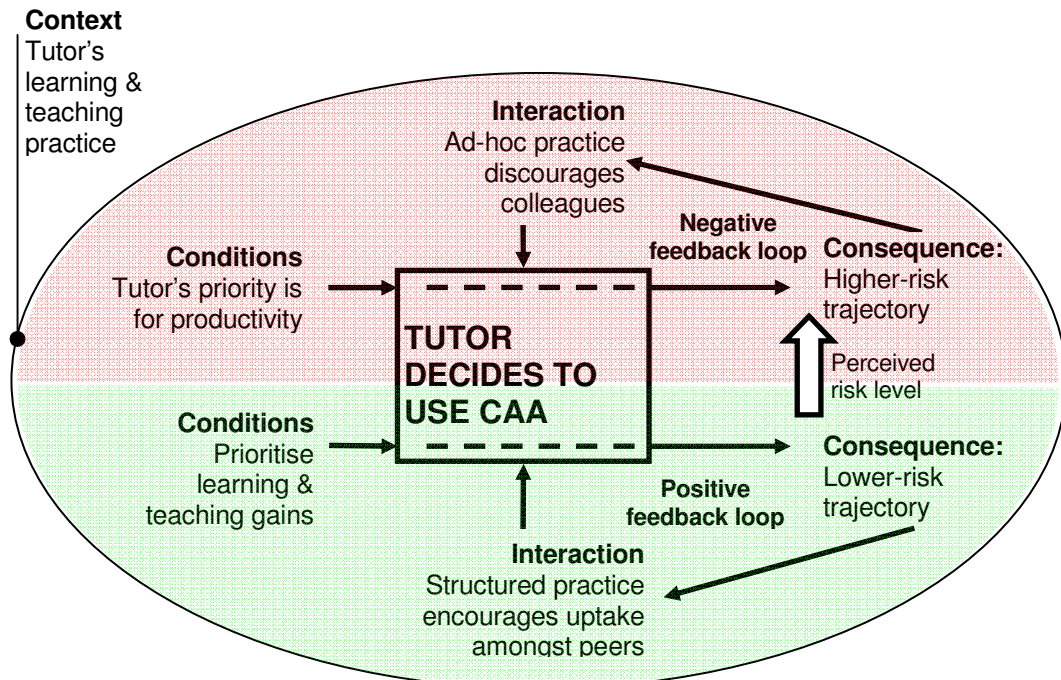 Context
Tutor's
learning &
teaching
practice
Interaction
Ad-hoc practice
discourages
colleagues
Negative
feedback loop
Conditions
Tutor's priority is
for productivity
Consequence:
Higher-risk
trajectory
TUTOR
DECIDES TO
USE CAA
Perceived
risk level
Conditions
Prioritise
learning &
teaching gains
Consequence:
Lower-risk
trajectory
Positive
feedback loop
Interaction
Structured practice
encourages uptake
amongst peers